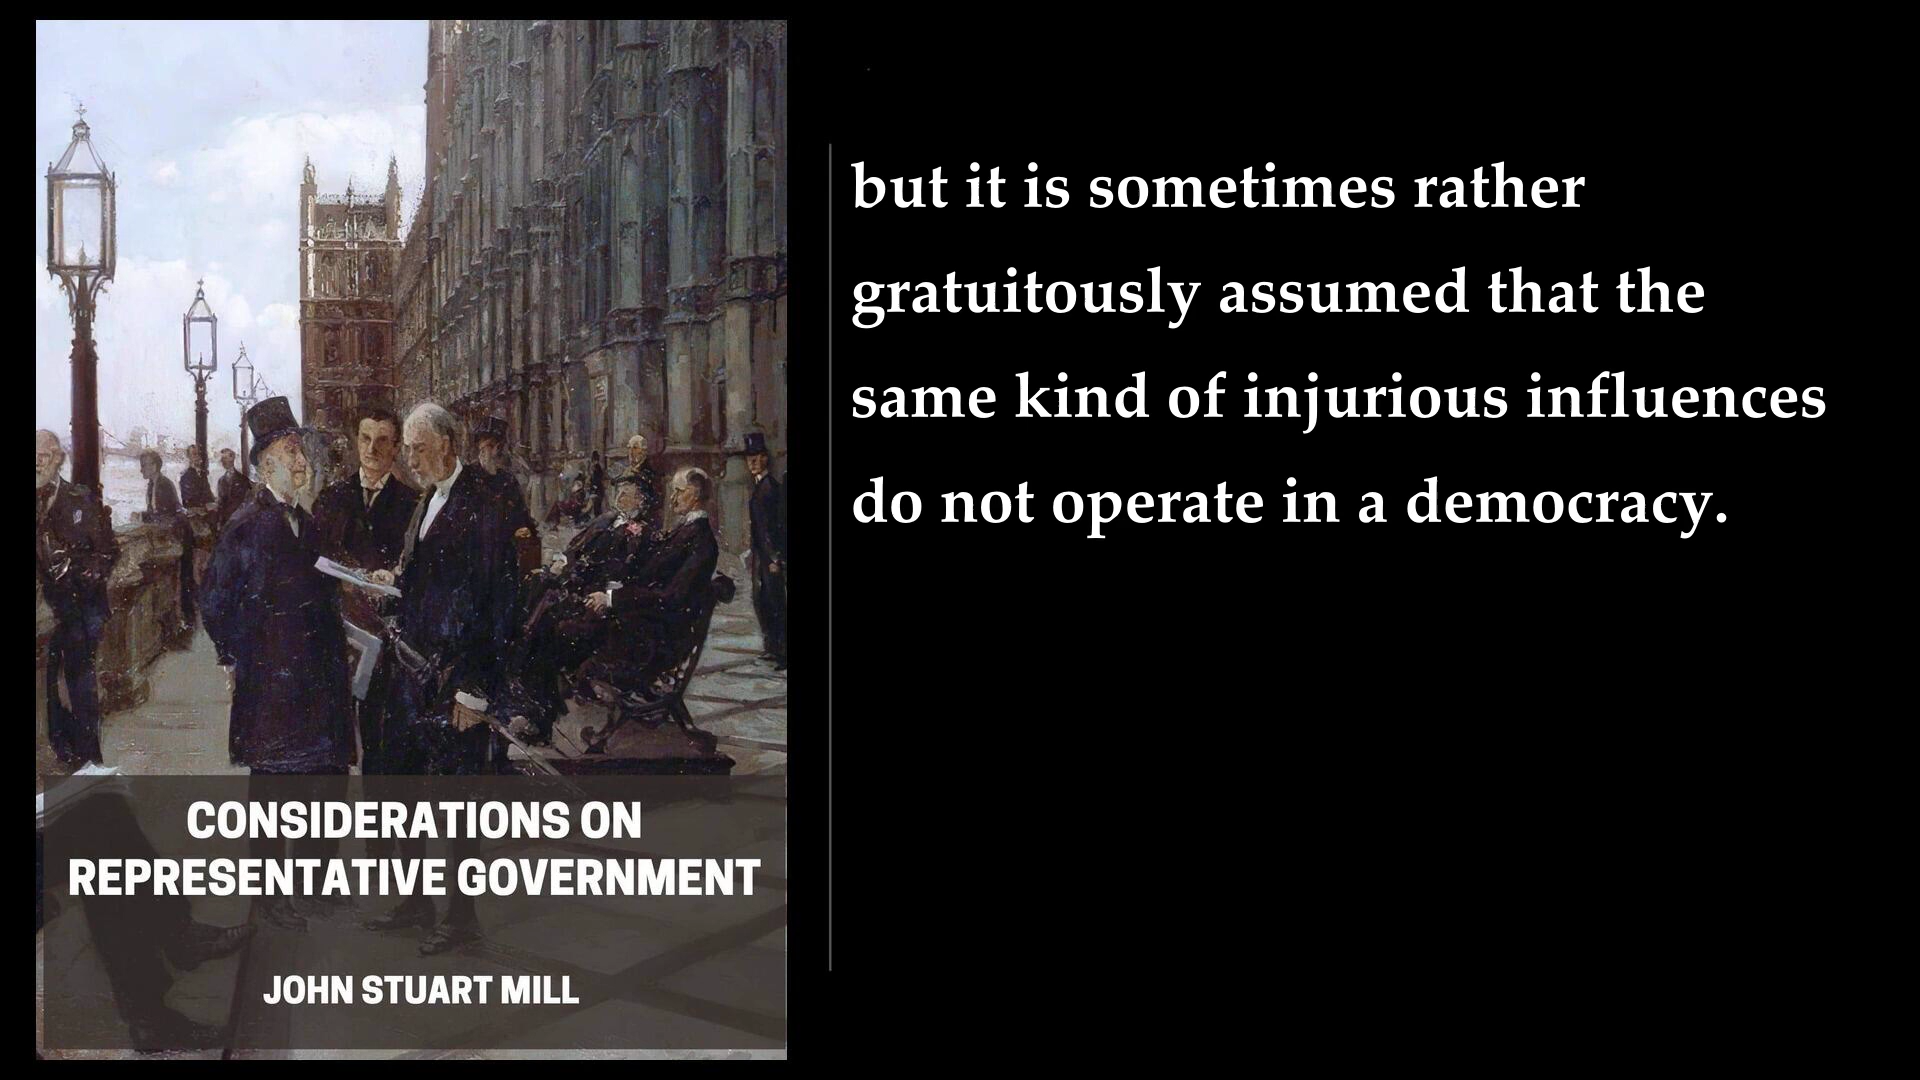 but it is sometimes rather
gratuitously assumed that the
same kind of injurious influences
do not operate in a democracy.
CONSIDERATIONS ON
REPRESENTATIVE GOVERNMENT
JOHN STUART MILL